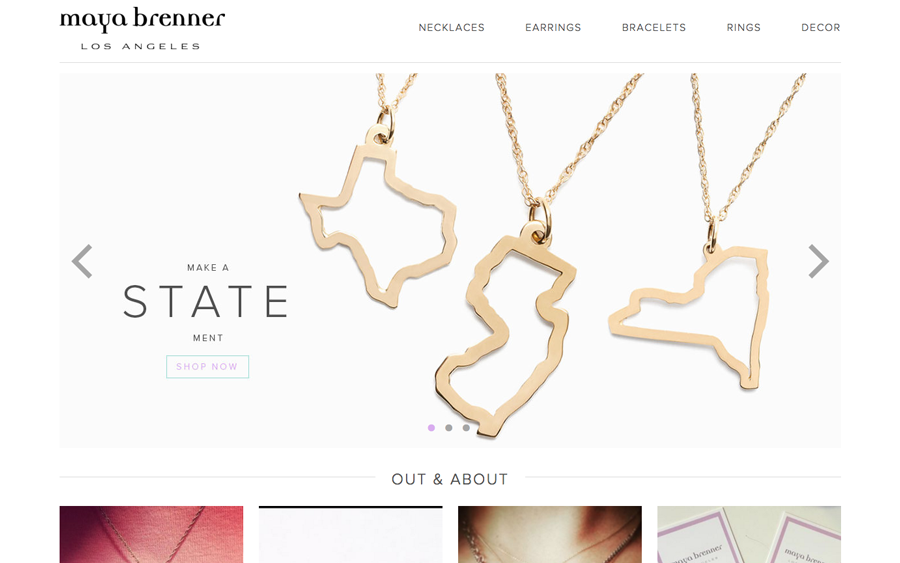 maya brenner
LOS ANGELES
NECKLACES EARRINGS BRACELETS RINGS DECOR
MAKE A
STATE
MENT
SHOP NOW
OUT & ABOUT
maya brenner
maya brenner